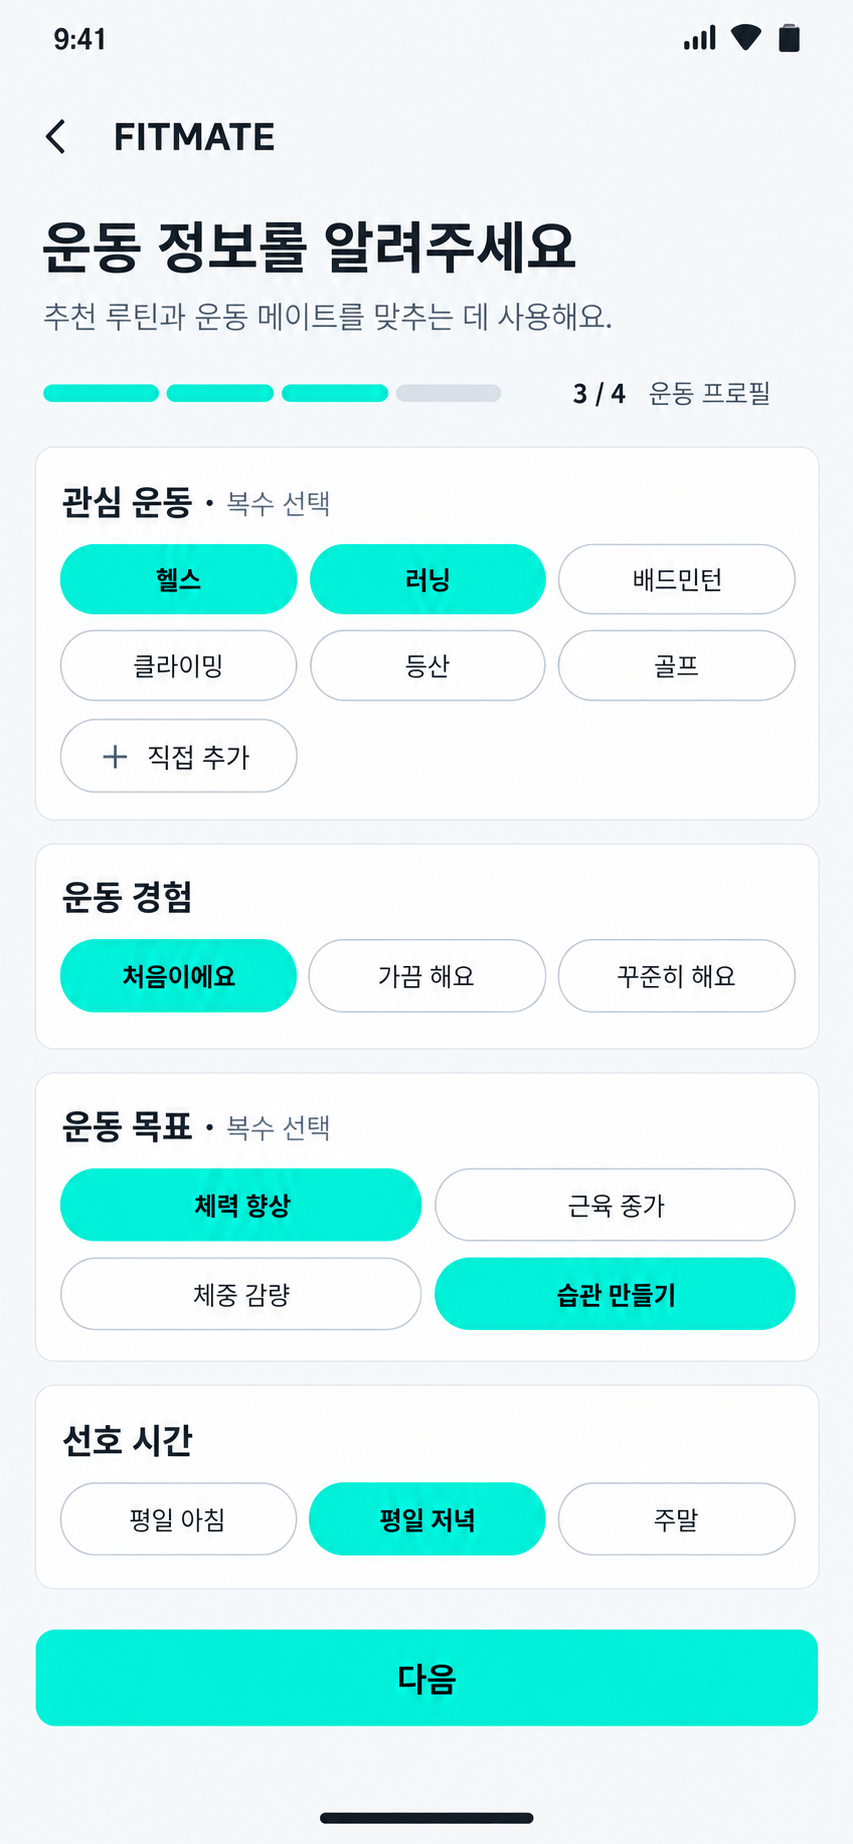 9:41
FITMATE
운동 정보롤 알려주세요
추천 루틴과 운동 메이트를 맞추는 데 사용해요.
3 / 4 운동 프로필
관심 운동 · 복수 선택
헬스 러닝 배드민턴
클라이밍 등산 골프
+ 직접 추가
운동 경험
처음이에요 가끔 해요 꾸준히 해요
운동 목표 · 복수 선택
체력 향상 근육 종가
체중 감량 습관 만들기
선호 시간
평일 아침 평일 저녁 주말
다음